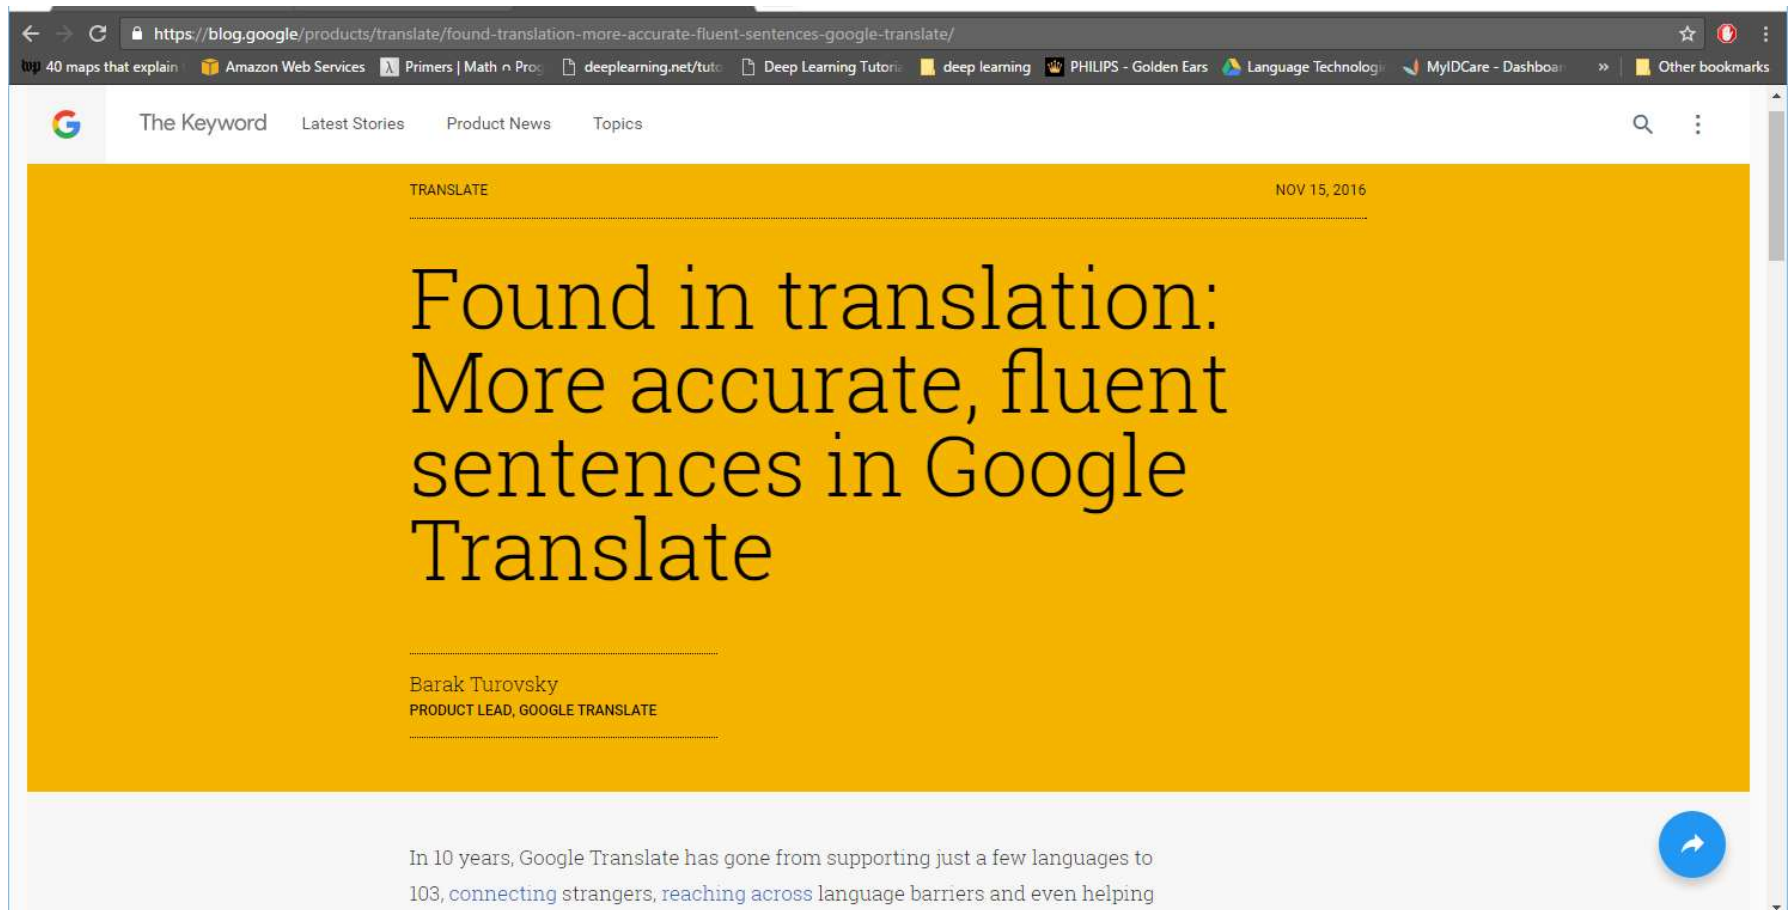 https://blog.google/products/translate/found-translation-more-accurate-fluent-sentences-google-translate/
40 maps that explain Amazon Web Services Primers | Math ∩ Prog deeplearning.net/tuto Deep Learning Tutoria deep learning PHILIPS - Golden Ears Language Technologi MyIDCare - Dashboar » Other bookmarks
The Keyword Latest Stories Product News Topics
TRANSLATE NOV 15, 2016
Found in translation:
More accurate, fluent
sentences in Google
Translate
Barak Turovsky
PRODUCT LEAD, GOOGLE TRANSLATE
In 10 years, Google Translate has gone from supporting just a few languages to
103, connecting strangers, reaching across language barriers and even helping